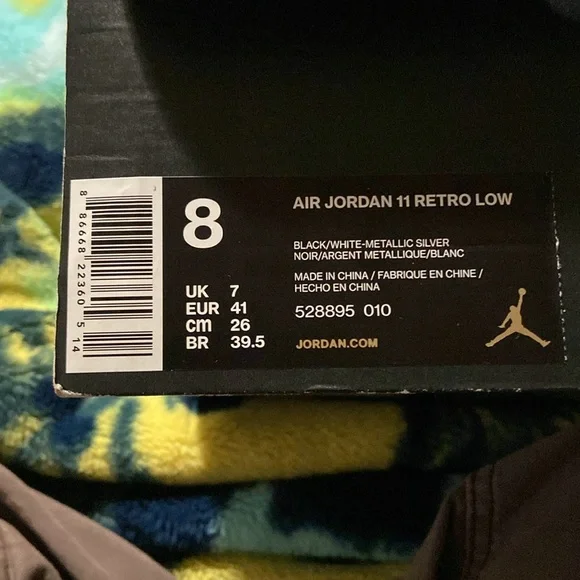 8 86668 22360 5 14
8
UK 7
EUR 41
cm 26
BR 39.5
AIR JORDAN 11 RETRO LOW
BLACK/WHITE-METALLIC SILVER
NOIR/ARGENT METALLIQUE/BLANC
MADE IN CHINA / FABRIQUE EN CHINE /
HECHO EN CHINA
528895 010
JORDAN.COM